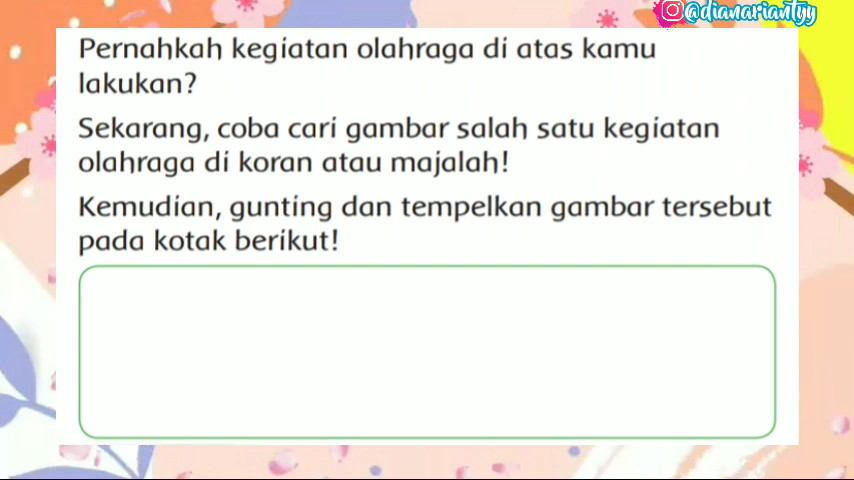 @dianariantyy
Pernahkah kegiatan olahraga di atas kamu
lakukan?
Sekarang, coba cari gambar salah satu kegiatan
olahraga di koran atau majalah!
Kemudian, gunting dan tempelkan gambar tersebut
pada kotak berikut!